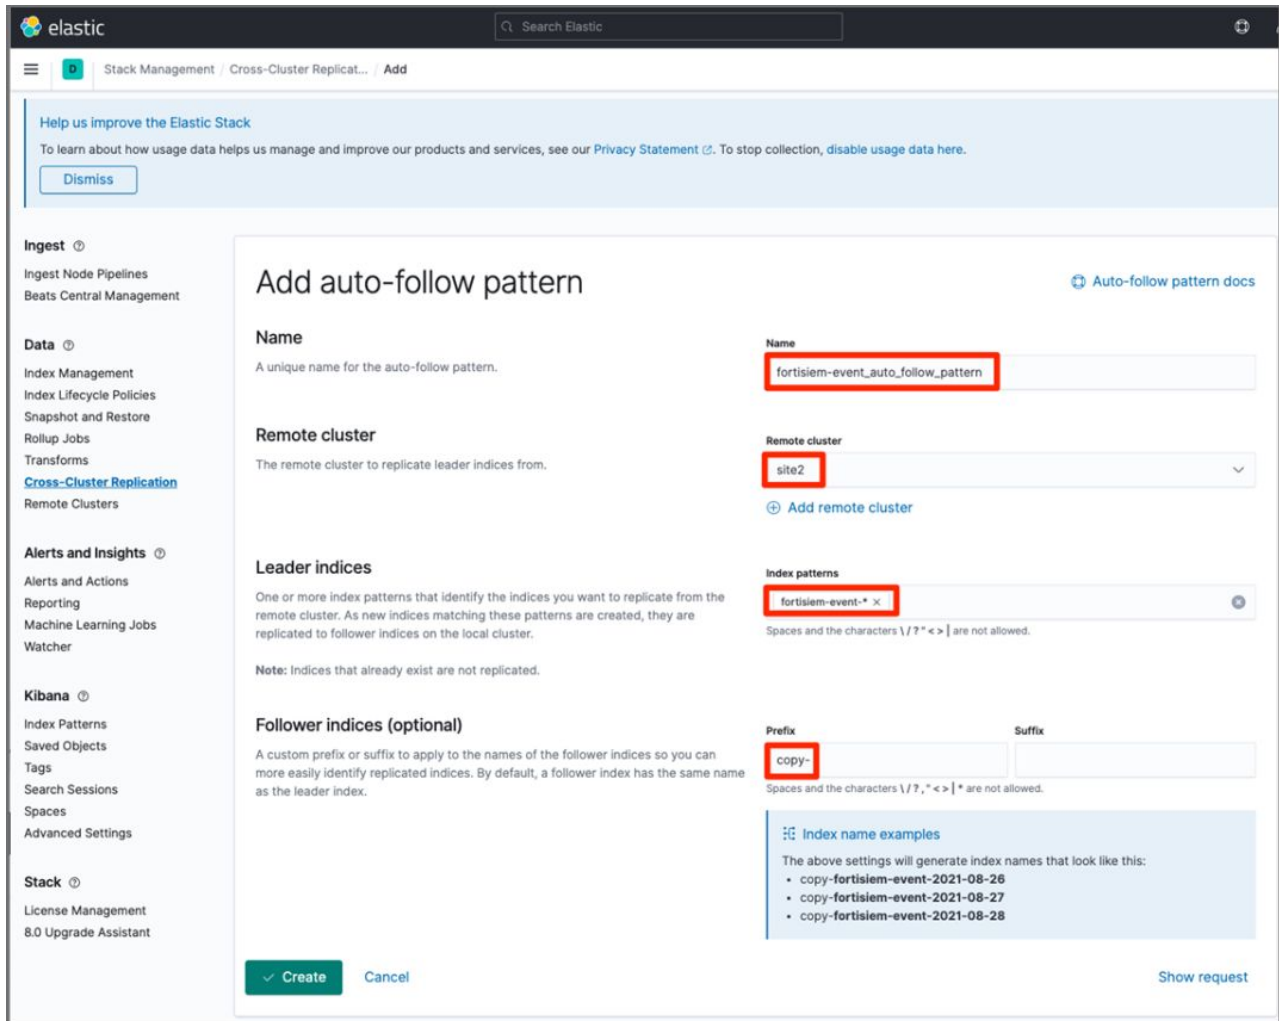 elastic
Search Elastic
D
Stack Management / Cross-Cluster Replicat... / Add
Help us improve the Elastic Stack
To learn about how usage data helps us manage and improve our products and services, see our Privacy Statement. To stop collection, disable usage data here.
Dismiss
Ingest
Ingest Node Pipelines
Beats Central Management
Data
Index Management
Index Lifecycle Policies
Snapshot and Restore
Rollup Jobs
Transforms
Cross-Cluster Replication
Remote Clusters
Alerts and Insights
Alerts and Actions
Reporting
Machine Learning Jobs
Watcher
Kibana
Index Patterns
Saved Objects
Tags
Search Sessions
Spaces
Advanced Settings
Stack
License Management
8.0 Upgrade Assistant
Add auto-follow pattern
Auto-follow pattern docs
Name
A unique name for the auto-follow pattern.
Name
fortisiem-event_auto_follow_pattern
Remote cluster
The remote cluster to replicate leader indices from.
Remote cluster
site2
Add remote cluster
Leader indices
One or more index patterns that identify the indices you want to replicate from the
remote cluster. As new indices matching these patterns are created, they are
replicated to follower indices on the local cluster.
Note: Indices that already exist are not replicated.
Index patterns
fortisiem-event-* ×
Spaces and the characters \ / ? " < > | are not allowed.
Follower indices (optional)
A custom prefix or suffix to apply to the names of the follower indices so you can
more easily identify replicated indices. By default, a follower index has the same name
as the leader index.
Prefix
copy-
Suffix
Spaces and the characters \ / ? , " < > | * are not allowed.
Index name examples
The above settings will generate index names that look like this:
• copy-fortisiem-event-2021-08-26
• copy-fortisiem-event-2021-08-27
• copy-fortisiem-event-2021-08-28
Create
Cancel
Show request